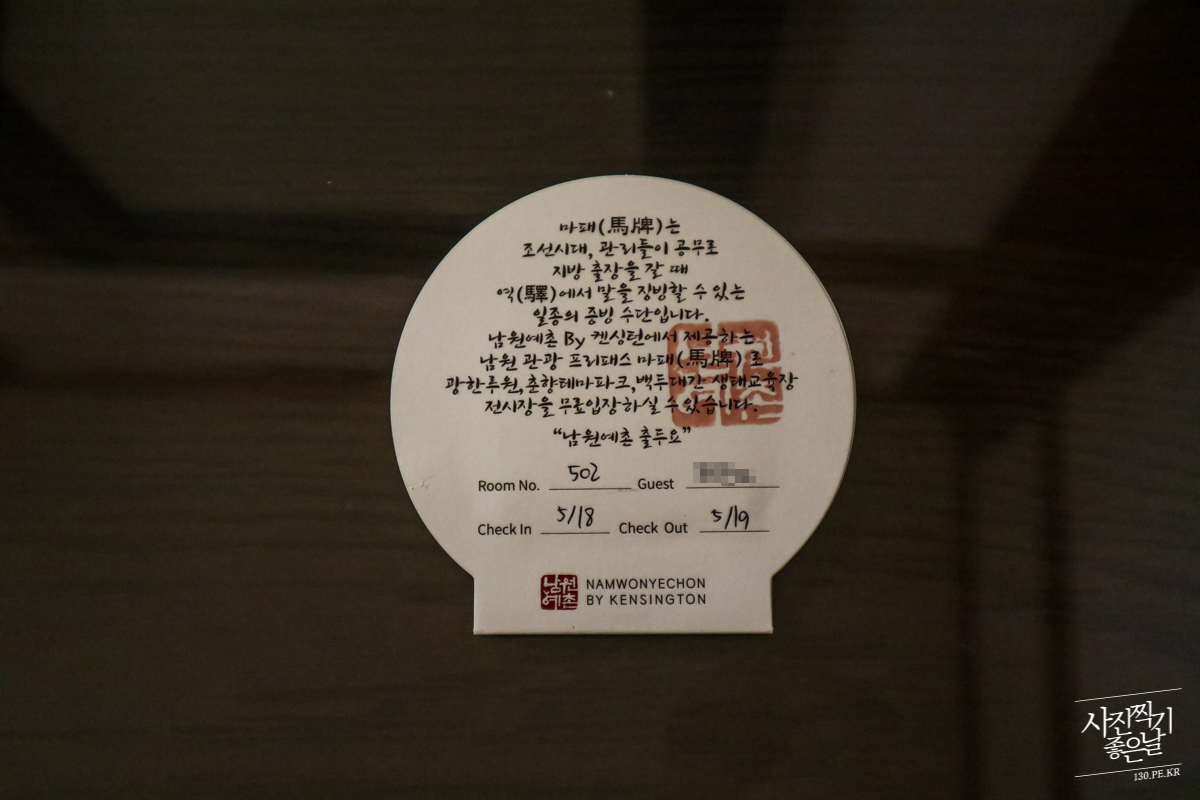 마패(馬牌)는
조선시대, 관리들이 공무로
지방 출장을 갈 때
역(驛)에서 말을 징발할 수 있는
일종의 증빙 수단입니다.
남원예촌 By 켄싱턴에서 제공하는
남원 관광 프리패스 마패(馬牌)로
광한루원,춘향테마파크,백두대간 생태교육장
전시장을 무료입장하실 수 있습니다.
“남원예촌 출두요”
Room No. 502 Guest
Check In 5/18 Check Out 5/19
남원예촌
NAMWONYECHON
BY KENSINGTON
사진찍기
좋은날
130.PE.KR